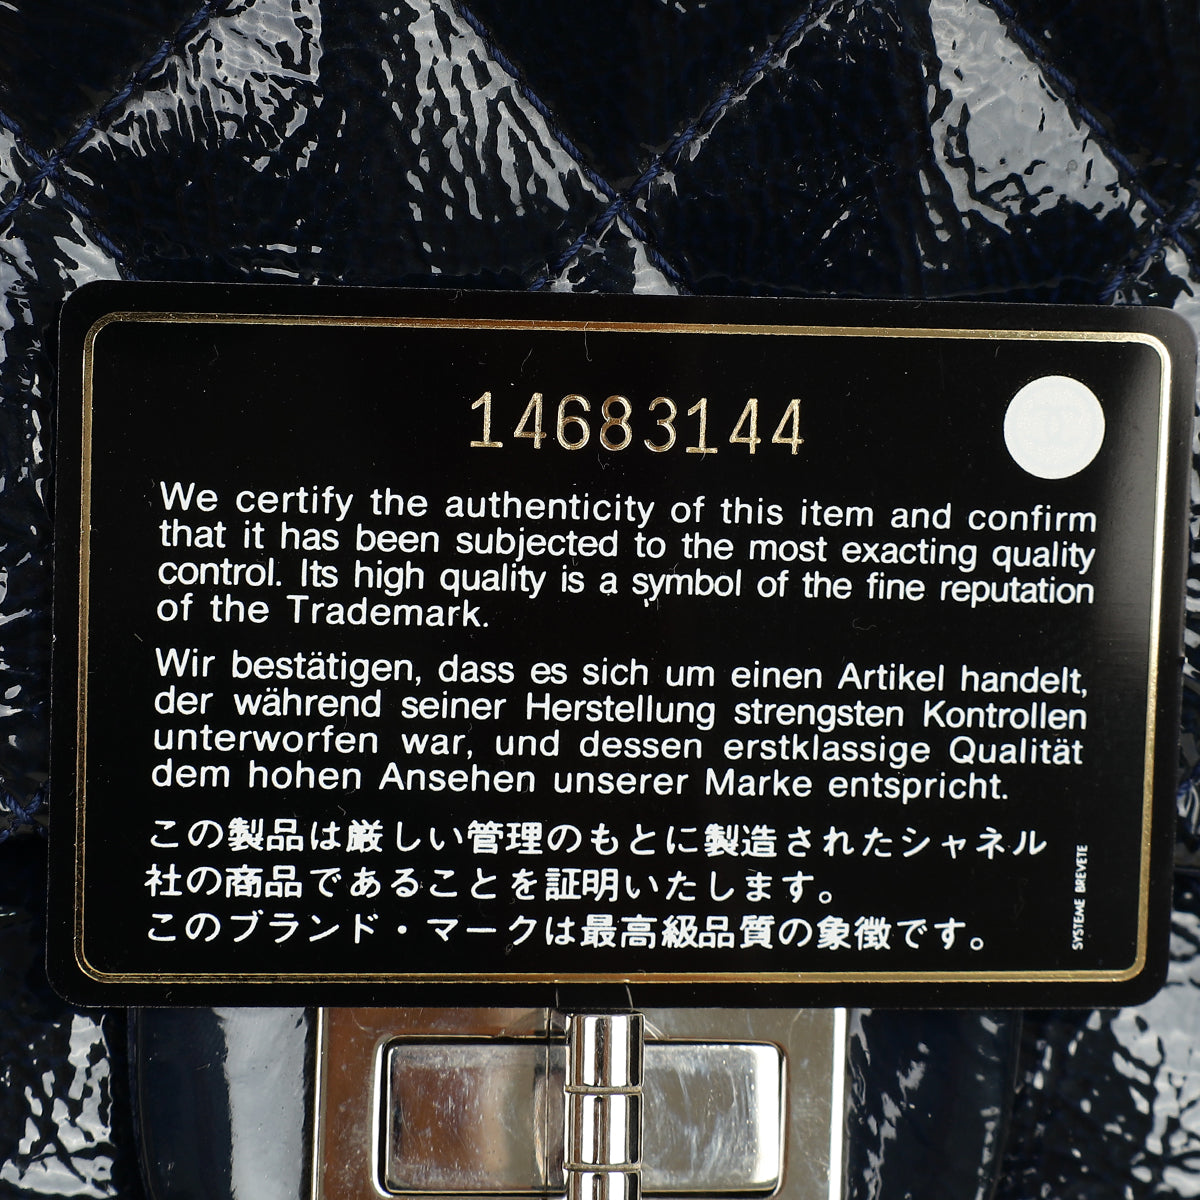 14683144
We certify the authenticity of this item and confirm
that it has been subjected to the most exacting quality
control. Its high quality is a symbol of the fine reputation
of the Trademark.
Wir bestätigen, dass es sich um einen Artikel handelt,
der während seiner Herstellung strengsten Kontrollen
unterworfen war, und dessen erstklassige Qualität
dem hohen Ansehen unserer Marke entspricht.
この製品は厳しい管理のもとに製造されたシャネル
社の商品であることを証明いたします。
このブランド・マークは最高級品質の象徴です。
SYSTEME BREVETE